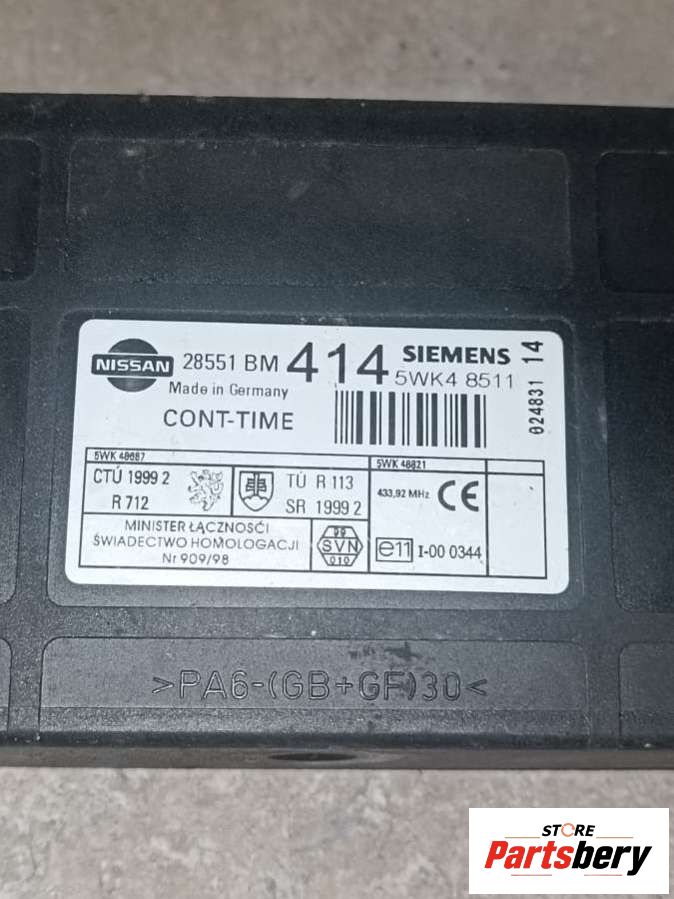 NISSAN 28551 BM 414 SIEMENS
Made in Germany 5WK4 8511
CONT-TIME
024831 14
5WK 48687
5WK 48821
CTÚ 1999 2
R 712
TÚ R 113
SR 1999 2
433,92 MHz CE
MINISTER ŁĄCZNOŚCI
ŚWIADECTWO HOMOLOGACJI
Nr 909/98
99
SVN
010
e11 I-00 0344
>PA6-(GB+GF)30<
STORE
Partsbery